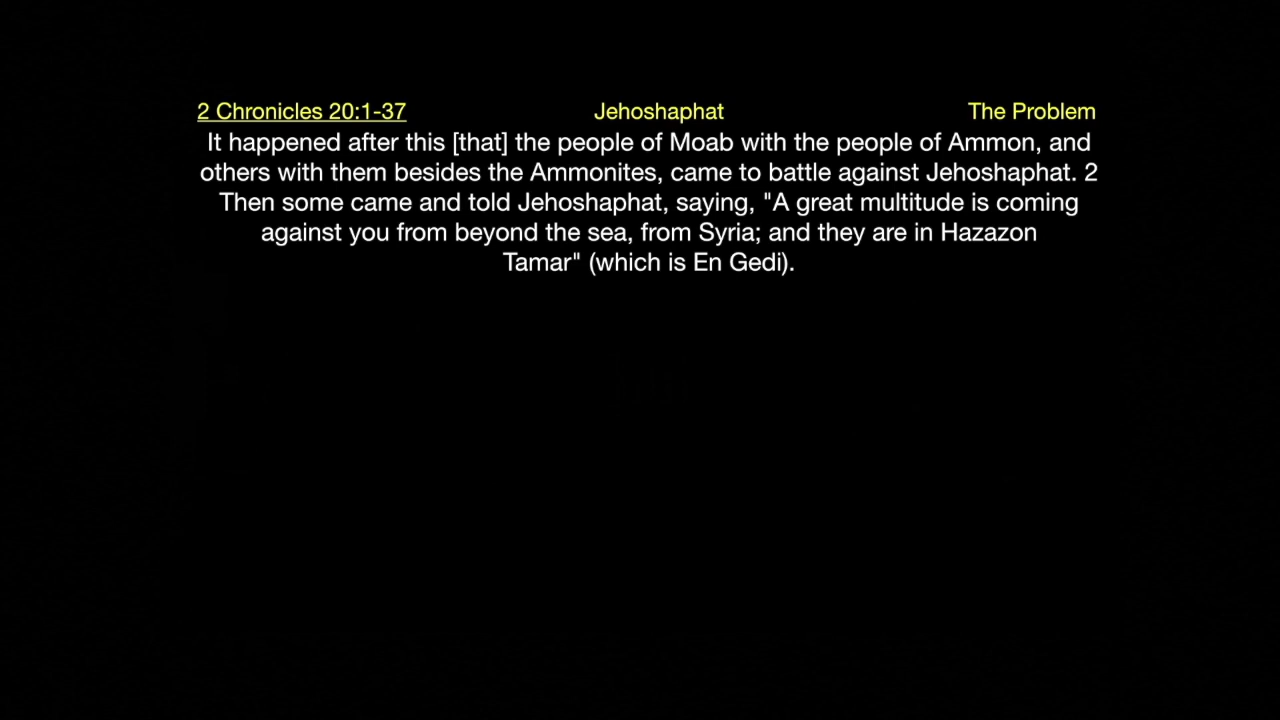 2 Chronicles 20:1-37 Jehoshaphat The Problem
It happened after this [that] the people of Moab with the people of Ammon, and
others with them besides the Ammonites, came to battle against Jehoshaphat. 2
Then some came and told Jehoshaphat, saying, "A great multitude is coming
against you from beyond the sea, from Syria; and they are in Hazazon
Tamar" (which is En Gedi).